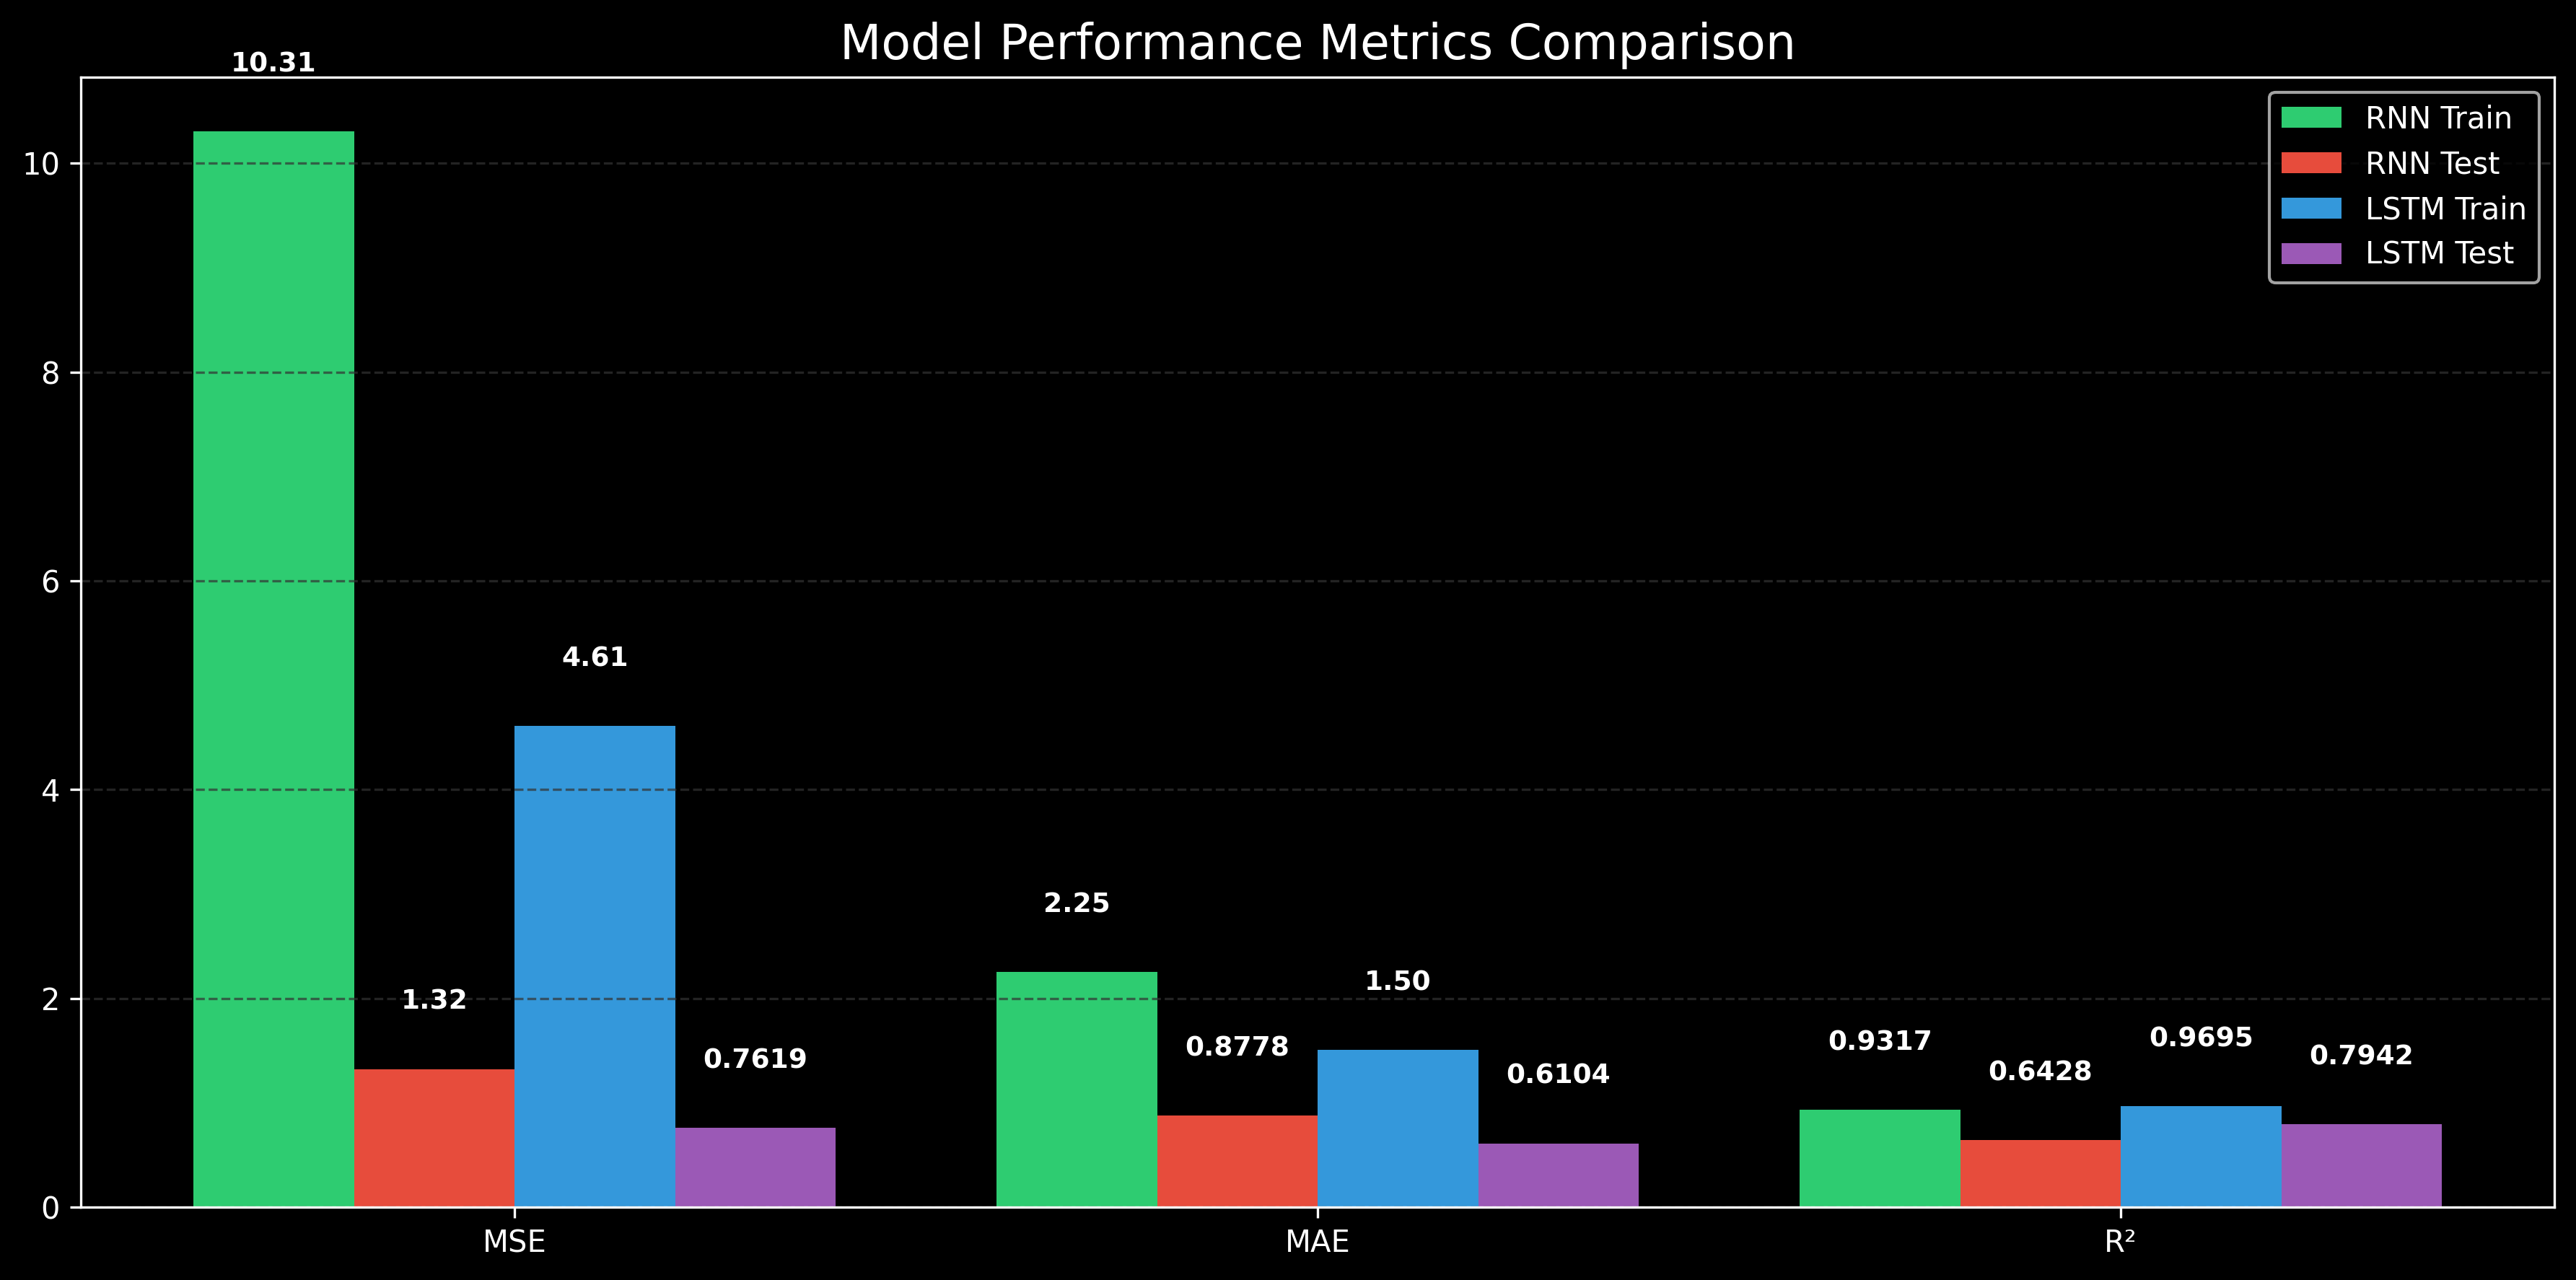 Model Performance Metrics Comparison
10.31
RNN Train
RNN Test
LSTM Train
LSTM Test
10
8
6
4
2
0
4.61
1.32
0.7619
2.25
0.8778
1.50
0.6104
0.9317
0.6428
0.9695
0.7942
MSE
MAE
R²